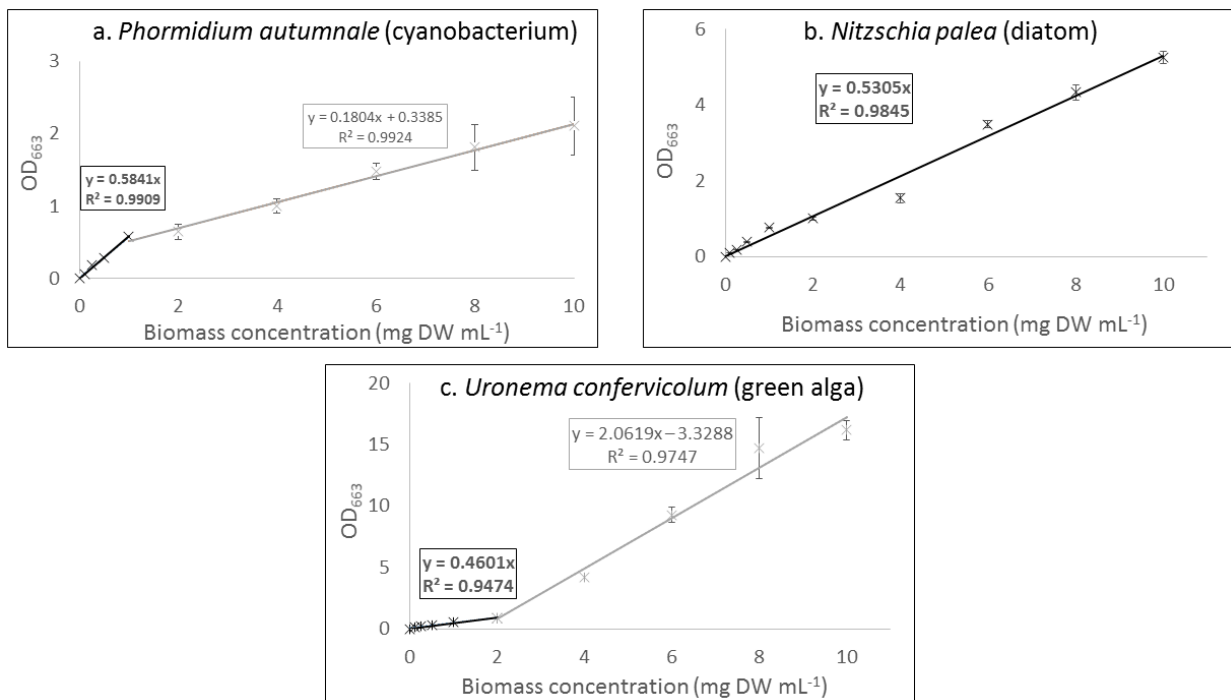 a. Phormidium autumnale (cyanobacterium)
3
2
1
0
OD₆₆₃
y = 0.5841x
R² = 0.9909
y = 0.1804x + 0.3385
R² = 0.9924
0 2 4 6 8 10
Biomass concentration (mg DW mL⁻¹)
b. Nitzschia palea (diatom)
6
4
2
0
OD₆₆₃
y = 0.5305x
R² = 0.9845
0 2 4 6 8 10
Biomass concentration (mg DW mL⁻¹)
c. Uronema confervicolum (green alga)
20
15
10
5
0
OD₆₆₃
y = 0.4601x
R² = 0.9474
y = 2.0619x−3.3288
R² = 0.9747
0 2 4 6 8 10
Biomass concentration (mg DW mL⁻¹)